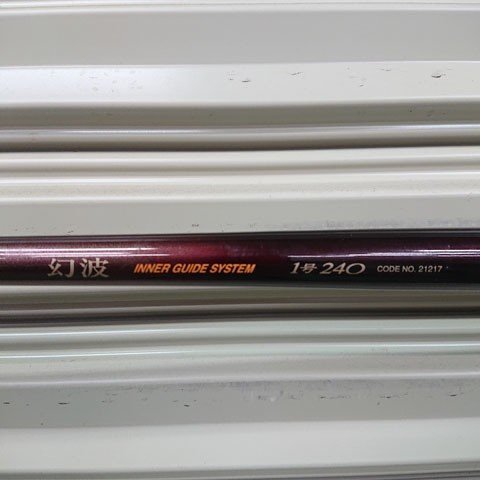 幻波 INNER GUIDE SYSTEM 1号 240 CODE NO. 21217